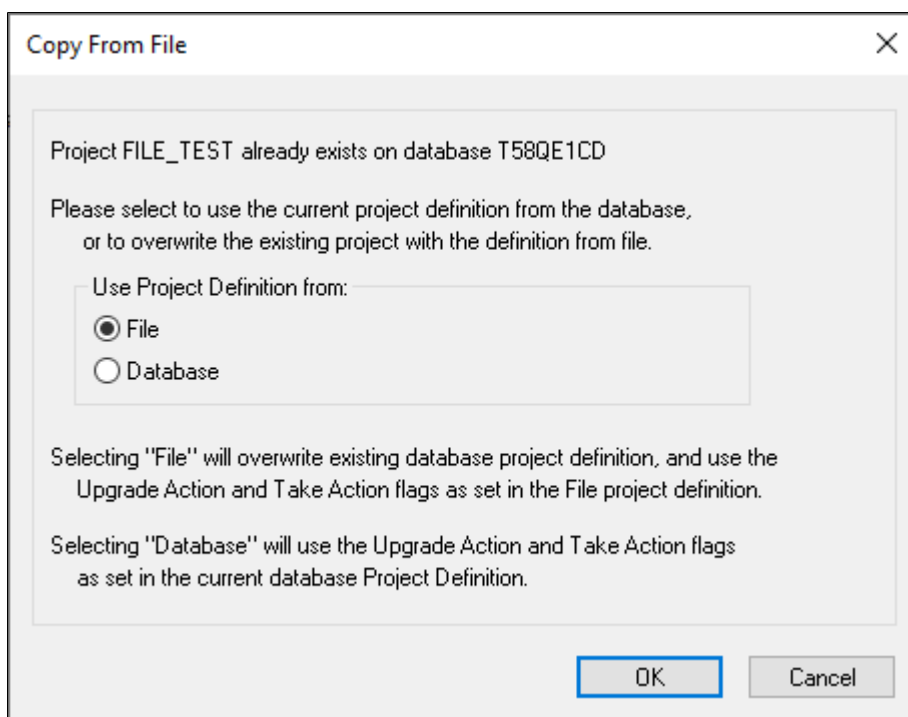 Copy From File
Project FILE_TEST already exists on database T58QE1CD
Please select to use the current project definition from the database,
or to overwrite the existing project with the definition from file.
Use Project Definition from:
File
Database
Selecting "File" will overwrite existing database project definition, and use the
Upgrade Action and Take Action flags as set in the File project definition.
Selecting "Database" will use the Upgrade Action and Take Action flags
as set in the current database Project Definition.
OK
Cancel